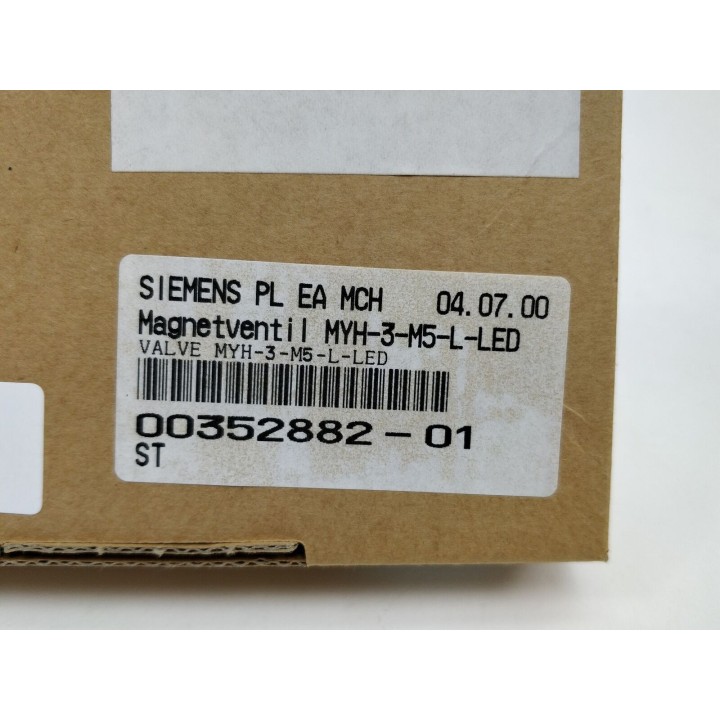 SIEMENS PL EA MCH 04.07.00
Magnetventil MYH-3-M5-L-LED
VALVE MYH-3-M5-L-LED
00352882-01
ST